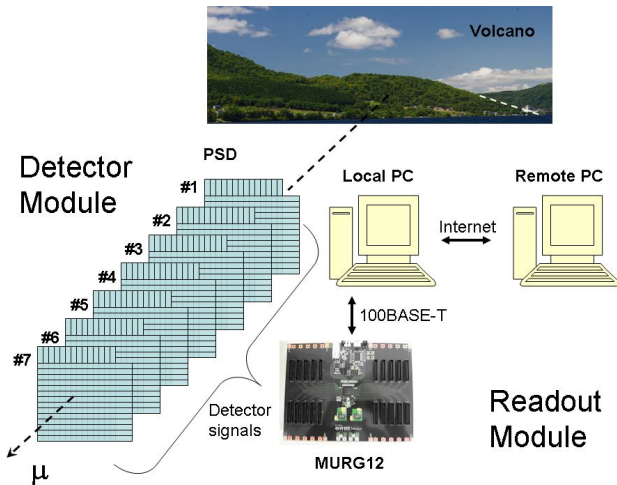 Volcano
Detector
Module
PSD
#1
#2
#3
#4
#5
#6
#7
μ
Local PC
Remote PC
Internet
100BASE-T
Detector
signals
MURG12
Readout
Module